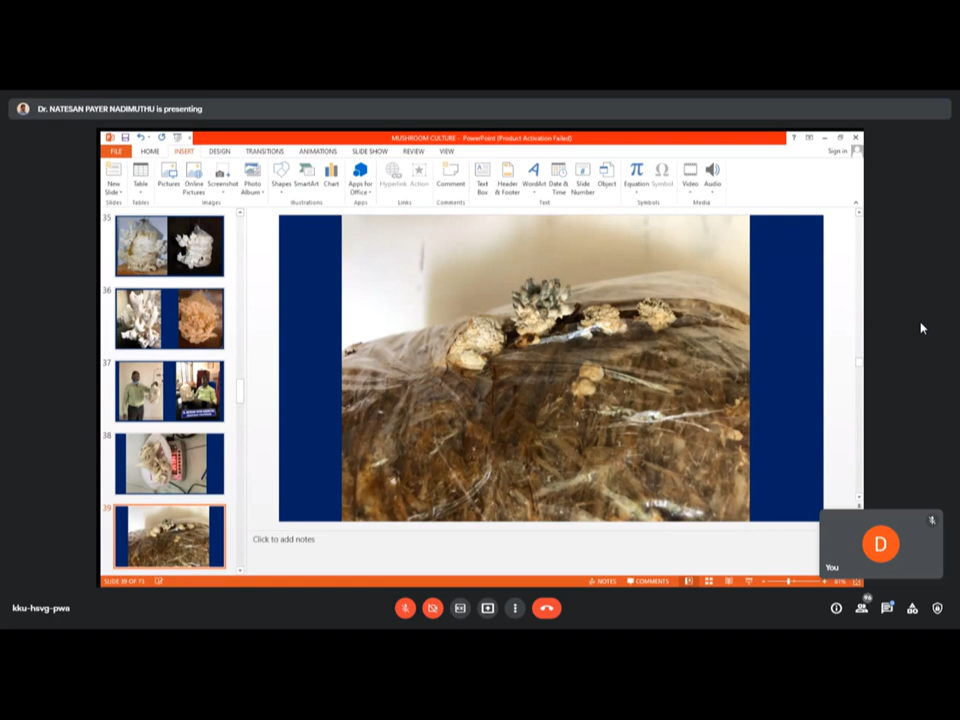 Dr. NATESAN PAYER NADIMUTHU is presenting
MUSHROOM CULTURE - PowerPoint (Product Activation Failed)
FILE HOME INSERT DESIGN TRANSITIONS ANIMATIONS SLIDE SHOW REVIEW VIEW Sign in
New Slide Table Pictures Online Pictures Screenshot Photo Album Shapes SmartArt Chart Apps for Office Hyperlink Action Comment Text Box Header & Footer WordArt Date & Time Slide Number Object Equation Symbol Video Audio
Slides Tables Images Illustrations Apps Links Comments Text Symbols Media
35
36
37
38
39
Click to add notes
SLIDE 39 OF 73 NOTES COMMENTS 81%
D
You
kku-hsvg-pwa
96